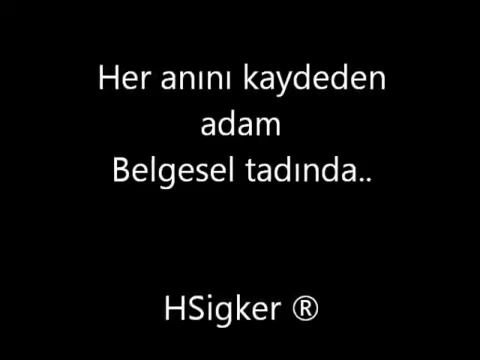 Her anını kaydeden
adam
Belgesel tadında..
HSigker ®